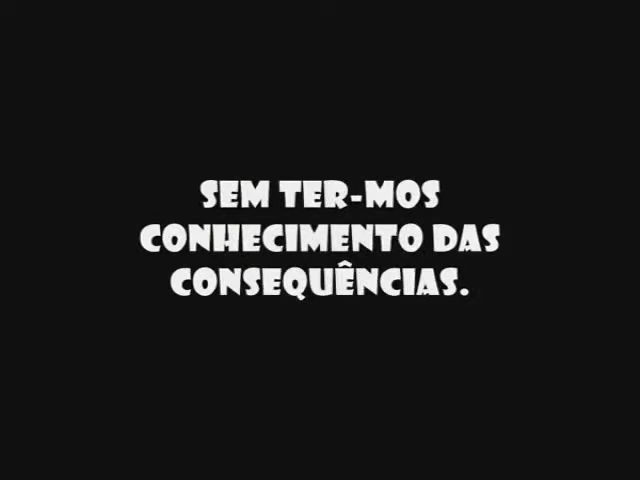 SEM TER-MOS
CONHECIMENTO DAS
CONSEQUÊNCIAS.